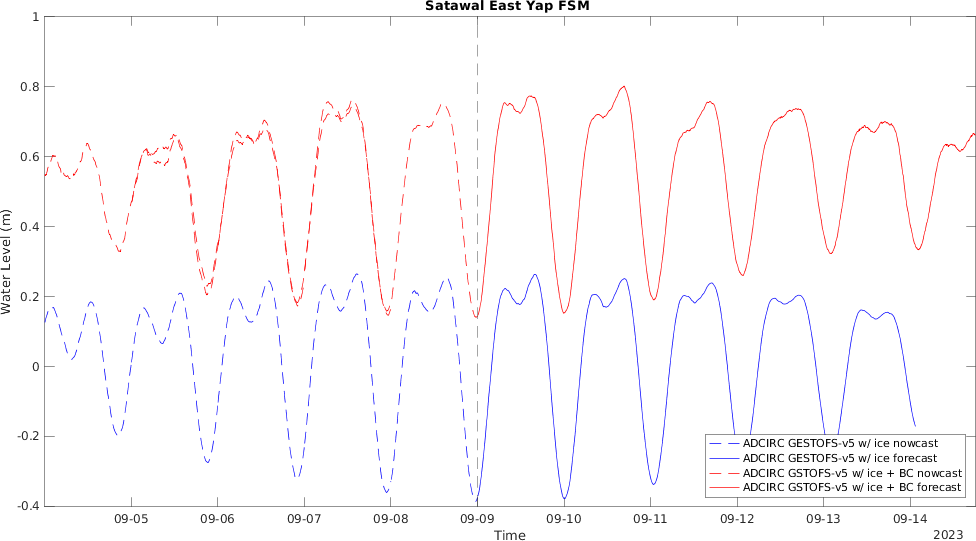 Satawal East Yap FSM
1
0.8
0.6
0.4
0.2
0
-0.2
-0.4
Water Level (m)
ADCIRC GESTOFS-v5 w/ ice nowcast
ADCIRC GESTOFS-v5 w/ ice forecast
ADCIRC GSTOFS-v5 w/ ice + BC nowcast
ADCIRC GSTOFS-v5 w/ ice + BC forecast
09-05 09-06 09-07 09-08 09-09 09-10 09-11 09-12 09-13 09-14
Time
2023